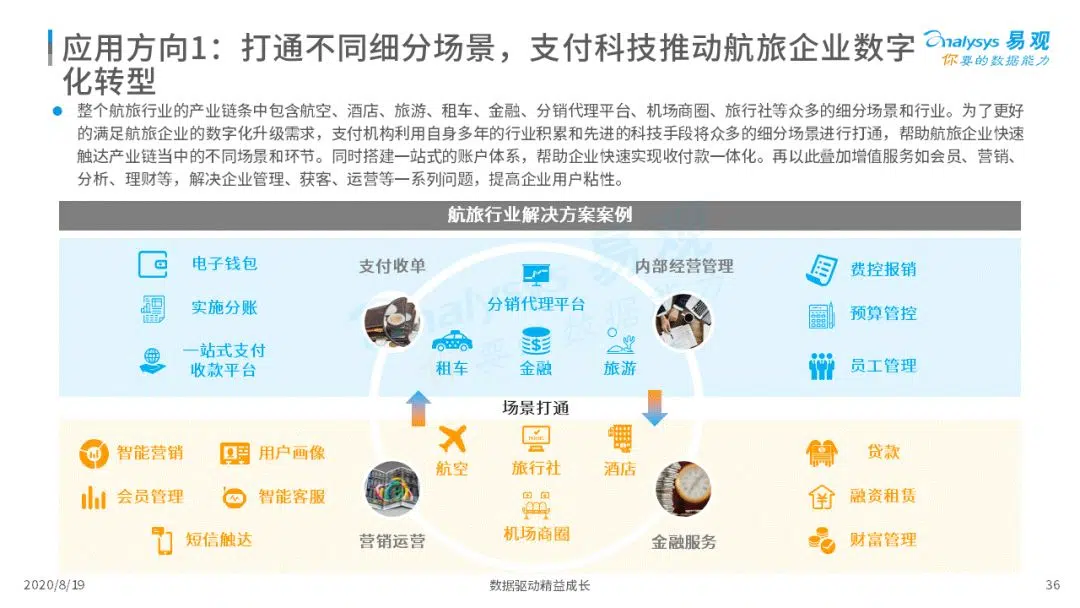 应用方向1：打通不同细分场景，支付科技推动航旅企业数字
化转型
analysys 易观
你要的数据能力
整个航旅行业的产业链条中包含航空、酒店、旅游、租车、金融、分销代理平台、机场商圈、旅行社等众多的细分场景和行业。为了更好
的满足航旅企业的数字化升级需求，支付机构利用自身多年的行业积累和先进的科技手段将众多的细分场景进行打通，帮助航旅企业快速
触达产业链当中的不同场景和环节。同时搭建一站式的账户体系，帮助企业快速实现收付款一体化。再以此叠加增值服务如会员、营销、
分析、理财等，解决企业管理、获客、运营等一系列问题，提高企业用户粘性。
航旅行业解决方案案例
电子钱包
实施分账
一站式支付
收款平台
支付收单
分销代理平台
租车
金融
旅游
内部经营管理
费控报销
预算管控
员工管理
场景打通
智能营销
用户画像
会员管理
智能客服
短信触达
营销运营
航空
旅行社
酒店
机场商圈
金融服务
贷款
融资租赁
财富管理
2020/8/19
数据驱动精益成长
36